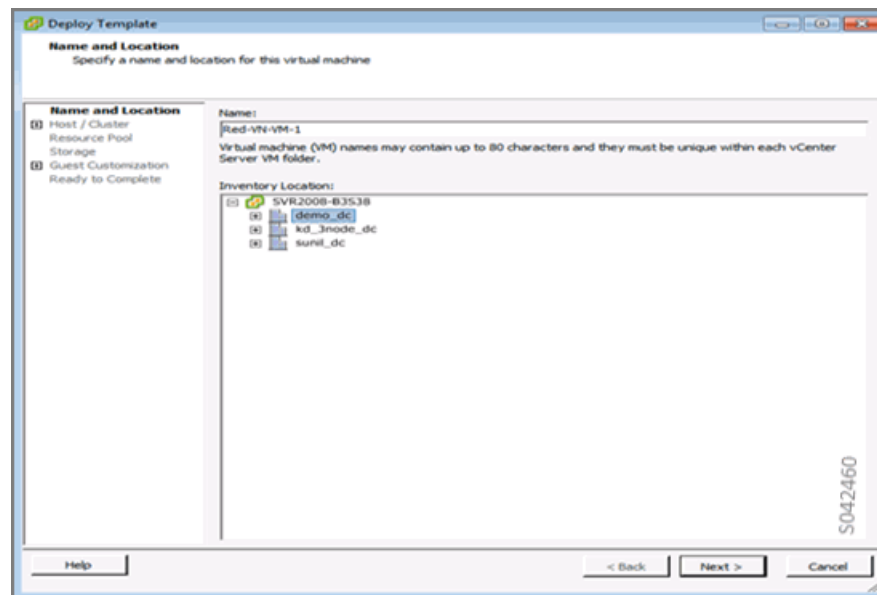 Deploy Template
Name and Location
Specify a name and location for this virtual machine
Name and Location
Host / Cluster
Resource Pool
Storage
Guest Customization
Ready to Complete
Name:
Red-VN-VM-1
Virtual machine (VM) names may contain up to 80 characters and they must be unique within each vCenter
Server VM folder.
Inventory Location:
SVR2008-B3S38
demo_dc
kd_3node_dc
sunil_dc
S042460
Help
< Back
Next >
Cancel